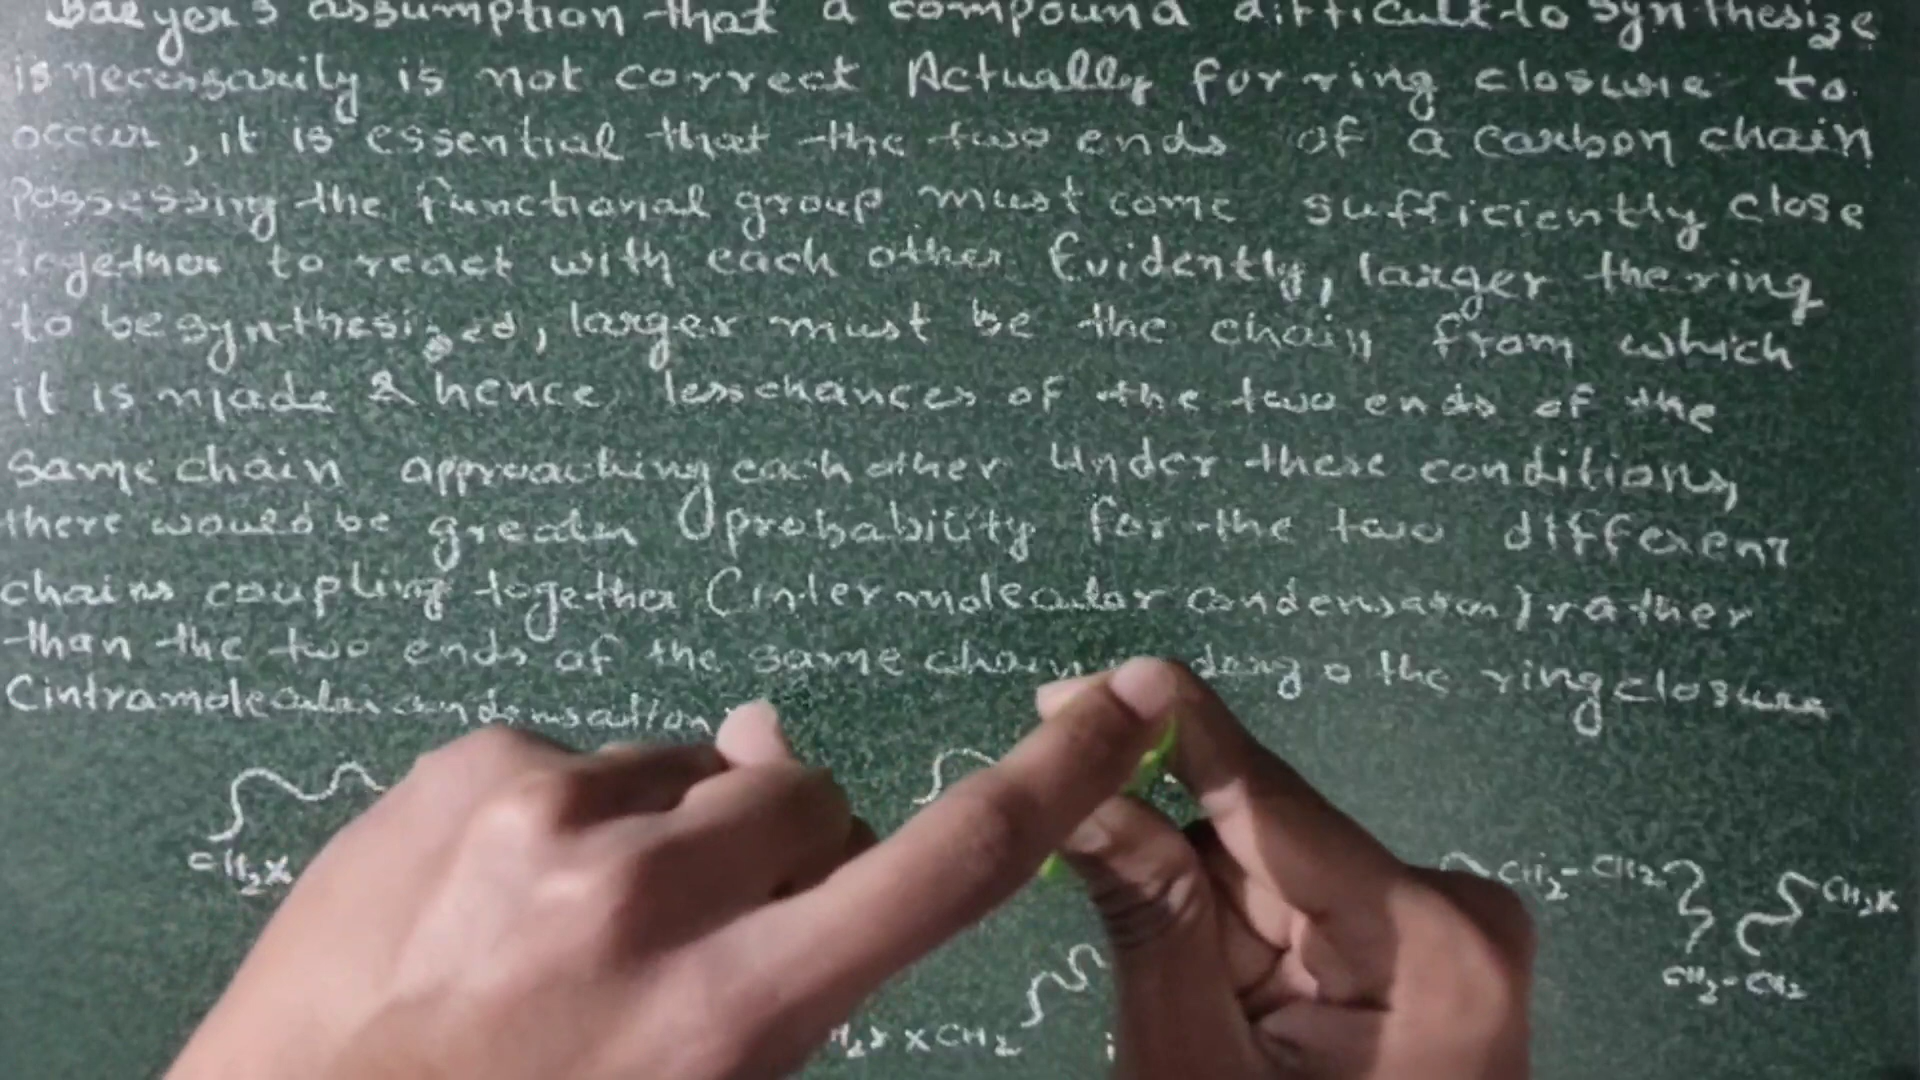 Baeyer's assumption that a compound difficult to synthesize
is necessarily is not correct Actually for ring closure to
occur, it is essential that the two ends of a carbon chain
possessing the functional group must come sufficiently close
together to react with each other Evidently, larger the ring
to be synthesized, larger must be the chain from which
it is made & hence less chances of the two ends of the
same chain approaching each other Under these conditions,
there would be greater probability for the two different
chains coupling together (intermolecular condensation) rather
than the two ends of the same chain the ring closure
(intramolecular condensation)
CH2X
CH2-CH2
CH2X
CH2-CH2
XCH2